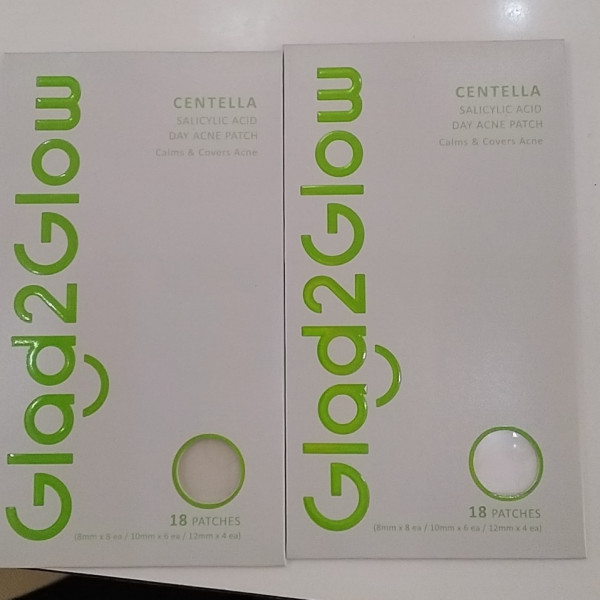 Glad2Glow
CENTELLA
SALICYLIC ACID
DAY ACNE PATCH
Calms & Covers Acne
18 PATCHES
(8mm x 8 ea / 10mm x 6 ea / 12mm x 4 ea)
Glad2Glow
CENTELLA
SALICYLIC ACID
DAY ACNE PATCH
Calms & Covers Acne
18 PATCHES
(8mm x 8 ea / 10mm x 6 ea / 12mm x 4 ea)